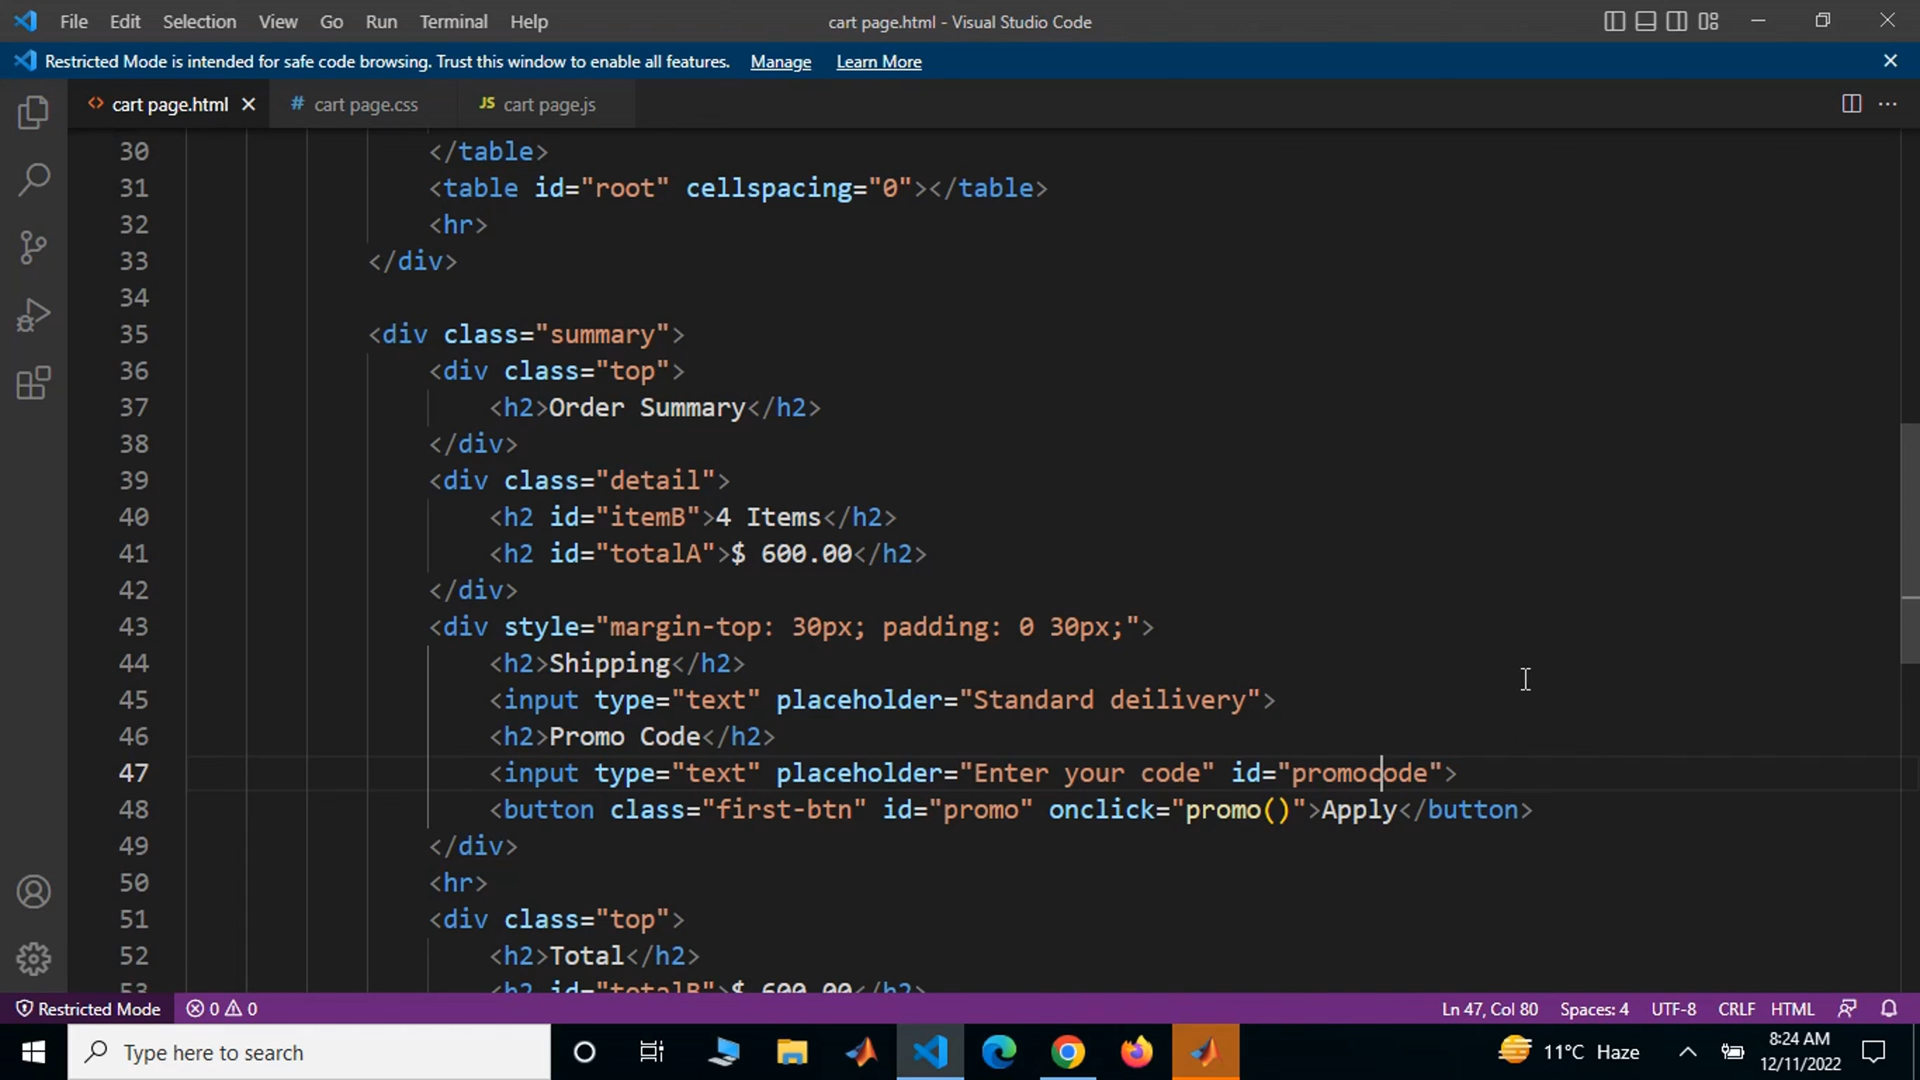 File Edit Selection View Go Run Terminal Help cart page.html - Visual Studio Code
Restricted Mode is intended for safe code browsing. Trust this window to enable all features. Manage Learn More
<> cart page.html # cart page.css JS cart page.js
30 </table>
31 <table id="root" cellspacing="0"></table>
32 <hr>
33 </div>
34
35 <div class="summary">
36 <div class="top">
37 <h2>Order Summary</h2>
38 </div>
39 <div class="detail">
40 <h2 id="itemB">4 Items</h2>
41 <h2 id="totalA">$ 600.00</h2>
42 </div>
43 <div style="margin-top: 30px; padding: 0 30px;">
44 <h2>Shipping</h2>
45 <input type="text" placeholder="Standard deilivery">
46 <h2>Promo Code</h2>
47 <input type="text" placeholder="Enter your code" id="promocode">
48 <button class="first-btn" id="promo" onclick="promo()">Apply</button>
49 </div>
50 <hr>
51 <div class="top">
52 <h2>Total</h2>
53 <h2 id="totalB">$ 600.00</h2>
Restricted Mode 0 0 Ln 47, Col 80 Spaces: 4 UTF-8 CRLF HTML
Type here to search 11°C Haze 8:24 AM
12/11/2022